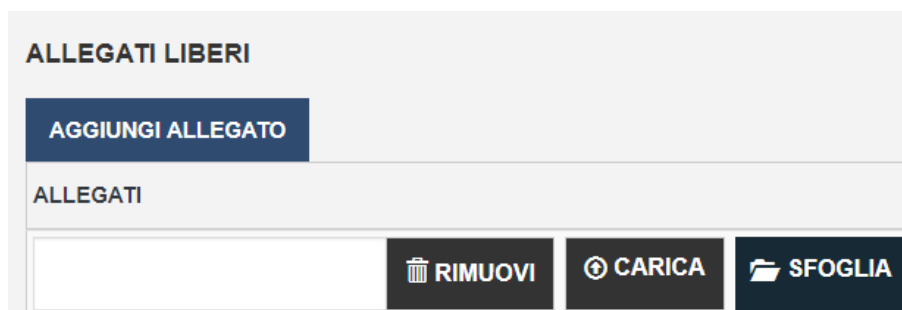 ALLEGATI LIBERI
AGGIUNGI ALLEGATO
ALLEGATI
RIMUOVI CARICA SFOGLIA